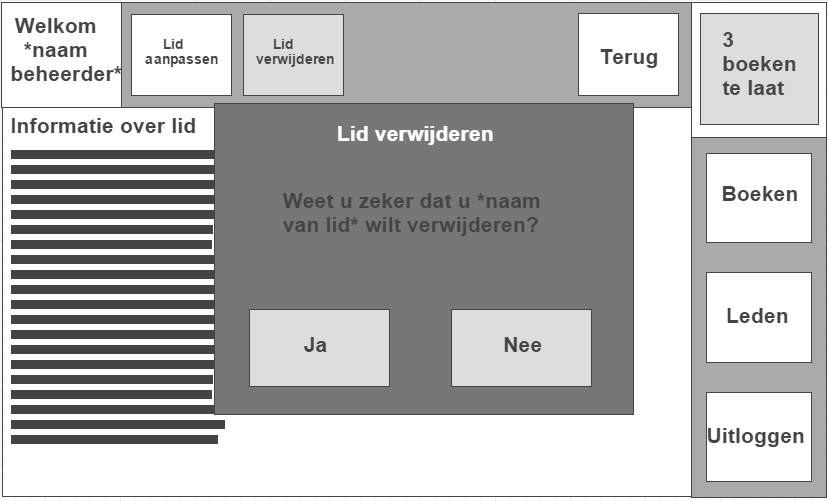 Welkom
*naam
beheerder*
Lid
aanpassen
Lid
verwijderen
Terug
3
boeken
te laat
Informatie over lid
Lid verwijderen
Weet u zeker dat u *naam
van lid* wilt verwijderen?
Ja
Nee
Boeken
Leden
Uitloggen